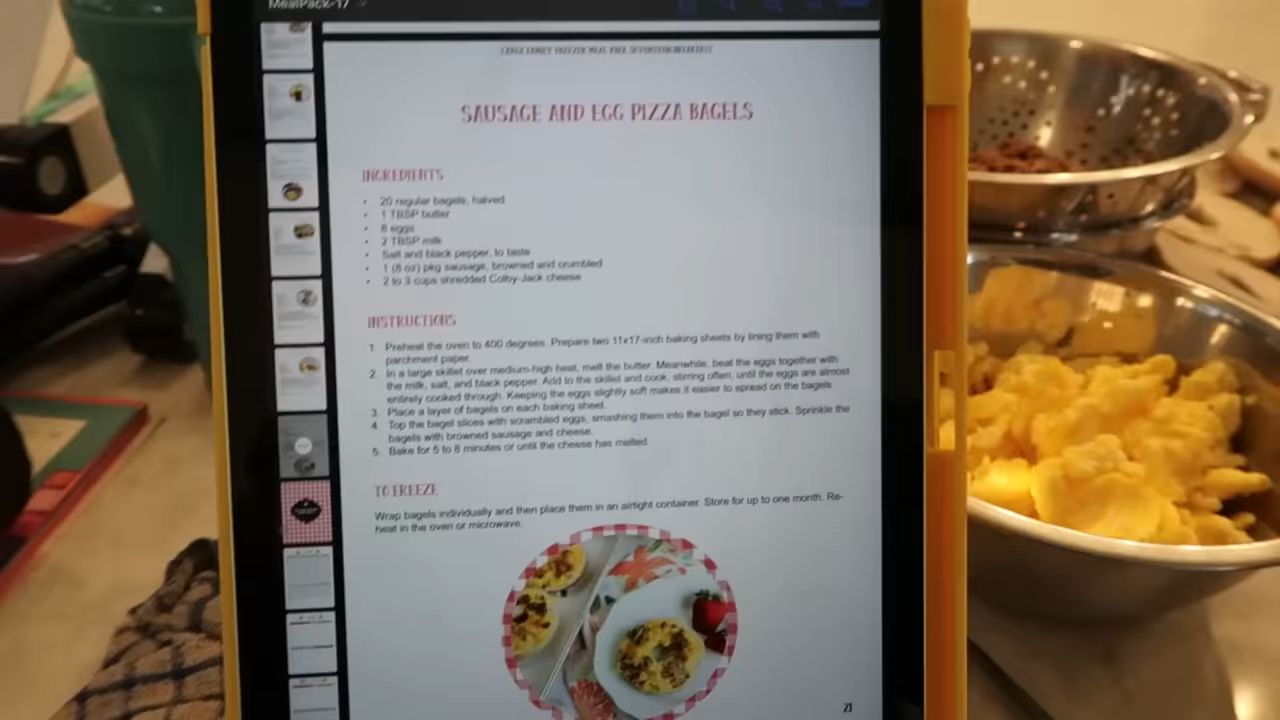 MealPack-17
LARGE FAMILY FREEZER MEAL PACK SEVENTEEN BREAKFAST
SAUSAGE AND EGG PIZZA BAGELS
INGREDIENTS
• 20 regular bagels, halved
• 1 TBSP butter
• 8 eggs
• 2 TBSP milk
• Salt and black pepper, to taste
• 1 (8 oz) pkg sausage, browned and crumbled
• 2 to 3 cups shredded Colby-Jack cheese
INSTRUCTIONS
1. Preheat the oven to 400 degrees. Prepare two 11x17-inch baking sheets by lining them with
parchment paper.
2. In a large skillet over medium-high heat, melt the butter. Meanwhile, beat the eggs together with
the milk, salt, and black pepper. Add to the skillet and cook, stirring often, until the eggs are almost
entirely cooked through. Keeping the eggs slightly soft makes it easier to spread on the bagels
3. Place a layer of bagels on each baking sheet.
4. Top the bagel slices with scrambled eggs, smashing them into the bagel so they stick. Sprinkle the
bagels with browned sausage and cheese.
5. Bake for 5 to 8 minutes or until the cheese has melted.
TO FREEZE
Wrap bagels individually and then place them in an airtight container. Store for up to one month. Re-
heat in the oven or microwave.
21